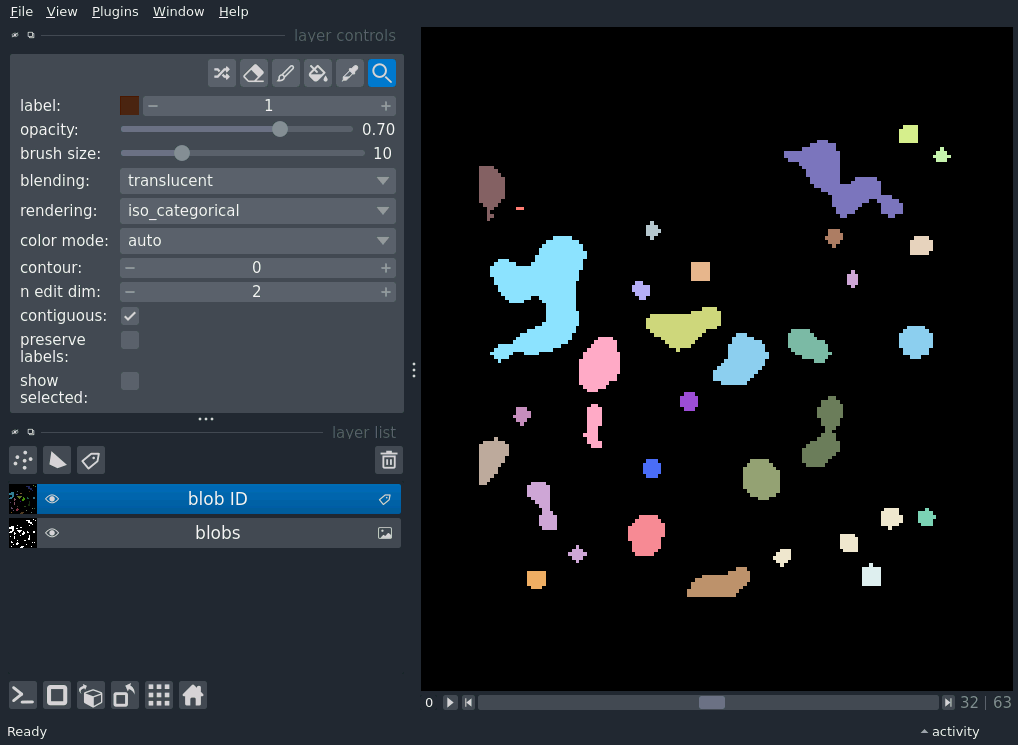 File View Plugins Window Help
layer controls
label: 1
opacity: 0.70
brush size: 10
blending: translucent
rendering: iso_categorical
color mode: auto
contour: 0
n edit dim: 2
contiguous:
preserve
labels:
show
selected:
layer list
blob ID
blobs
0 32 | 63
Ready activity